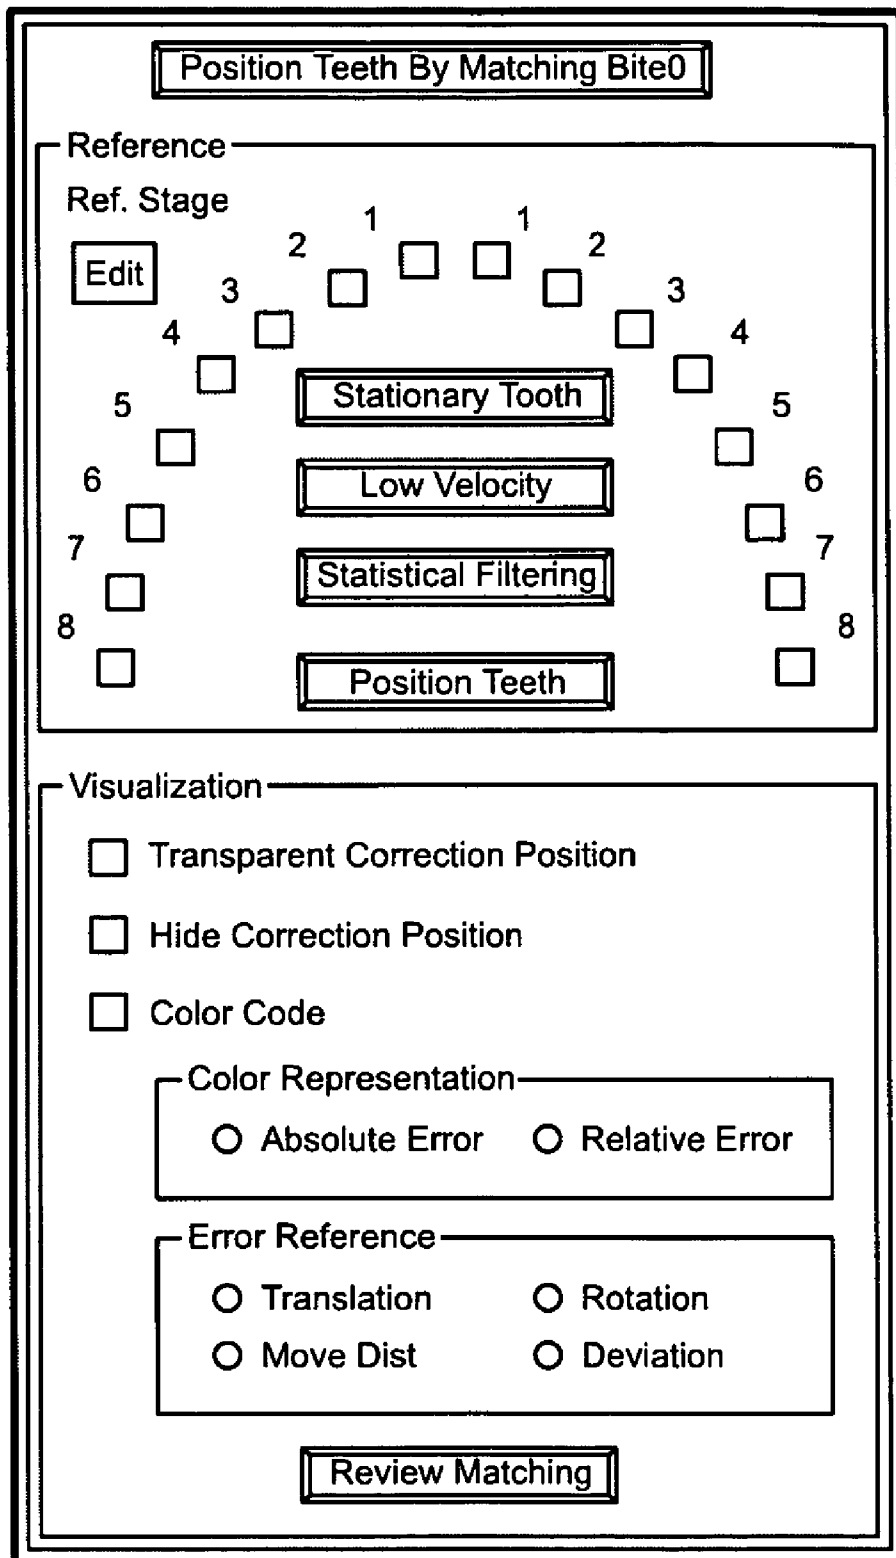 Position Teeth By Matching Bite0
Reference
Ref. Stage
1 1
2 2
Edit
3 3
4 4
Stationary Tooth
5 5
Low Velocity
6 6
7 7
Statistical Filtering
8 8
Position Teeth
Visualization
Transparent Correction Position
Hide Correction Position
Color Code
Color Representation
Absolute Error Relative Error
Error Reference
Translation Rotation
Move Dist Deviation
Review Matching